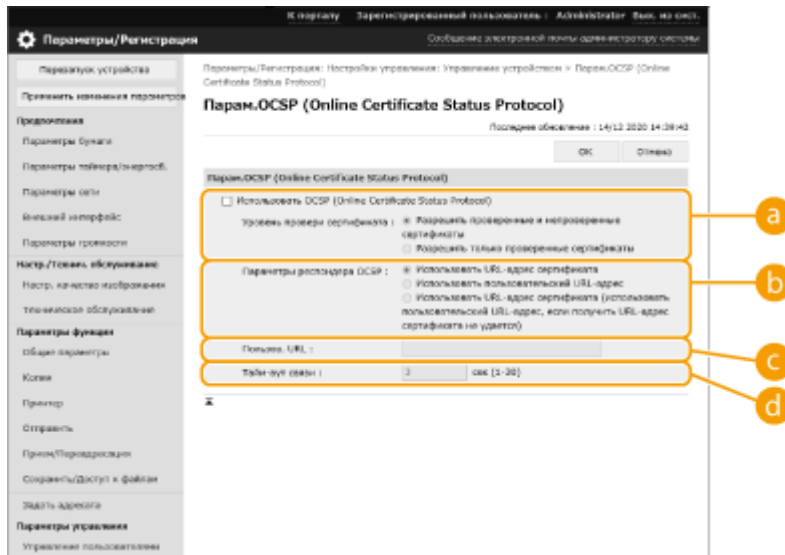 К порталу Зарегистрированный пользователь : Administrator Вых. из сист.
Параметры/Регистрация
Сообщение электронной почты администратору системы
Перезапуск устройства
Применить изменения параметров
Предпочтения
Параметры бумаги
Параметры таймера/энергосб.
Параметры сети
Внешний интерфейс
Параметры громкости
Настр./Технич. обслуживание
Настр. качества изображения
Техническое обслуживание
Параметры функции
Общие параметры
Копия
Принтер
Отправить
Прием/Переадресация
Сохранить/Доступ к файлам
Задать адресата
Параметры управления
Управление пользователями
Параметры/Регистрация: Настройки управления: Управление устройством > Парам.OCSP (Online
Certificate Status Protocol)
Парам.OCSP (Online Certificate Status Protocol)
Последнее обновление : 14/12 2020 14:39:43
OK Отмена
Парам.OCSP (Online Certificate Status Protocol)
Использовать OCSP (Online Certificate Status Protocol)
Уровень провери сертификата : Разрешить проверенные и непроверенные
сертификаты
Разрешить только проверенные сертификаты
a
Параметры респондера OCSP : Использовать URL-адрес сертификата
Использовать пользовательский URL-адрес
Использовать URL-адрес сертификата (использовать
пользовательский URL-адрес, если получить URL-адрес
сертификата не удается)
b
Пользов. URL :
c
Тайм-аут связи : 3 сек (1-30)
d